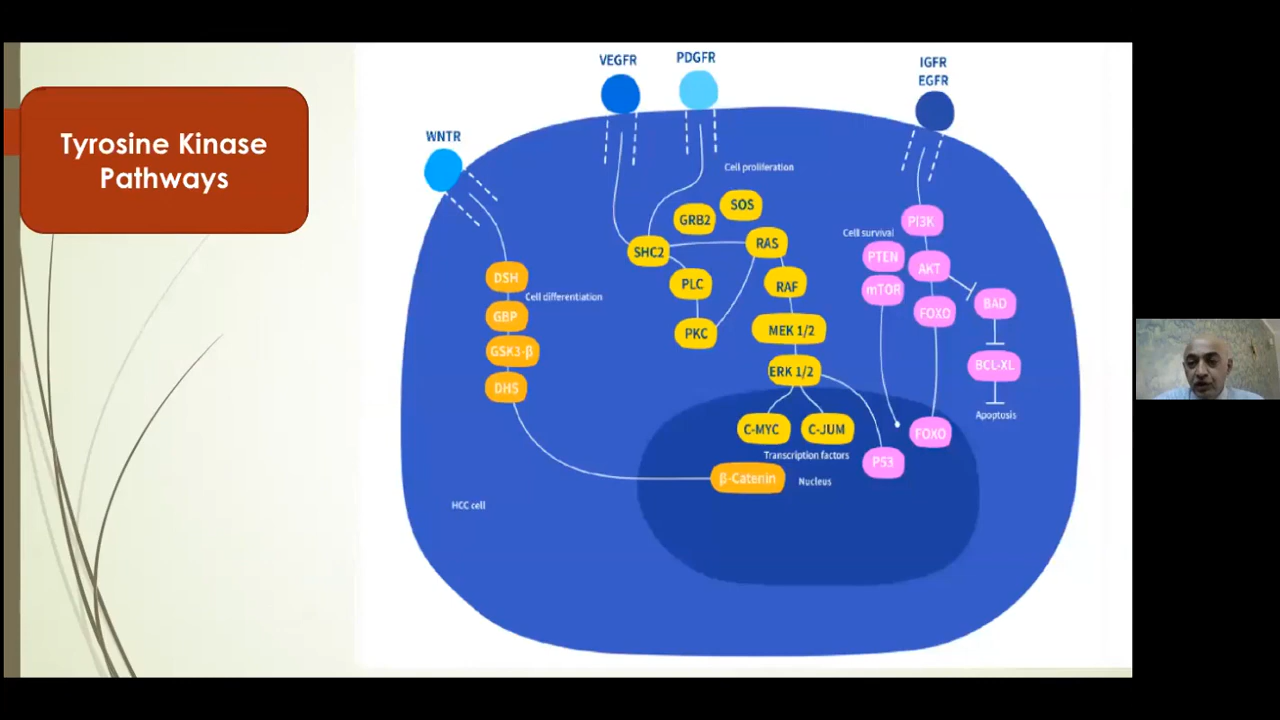 Tyrosine Kinase
Pathways
VEGFR
PDGFR
IGFR
EGFR
WNTR
Cell proliferation
SOS
GRB2
SHC2
RAS
PLC
RAF
PKC
MEK 1/2
ERK 1/2
C-MYC
C-JUM
Transcription factors
Nucleus
DSH
Cell differentiation
GBP
GSK3-β
DHS
β-Catenin
HCC cell
PI3K
Cell survival
PTEN
AKT
mTOR
FOXO
BAD
BCL-XL
Apoptosis
FOXO
P53